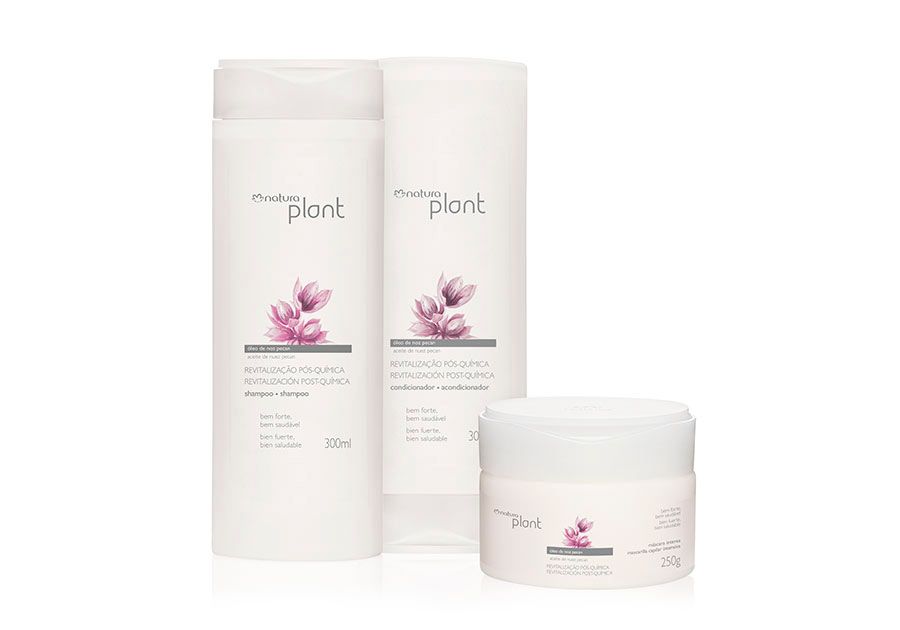 natura
plant
óleo de noz pecan
aceite de nuez pecan
REVITALIZAÇÃO PÓS-QUÍMICA
REVITALIZACIÓN POST-QUÍMICA
shampoo • shampoo
bem forte,
bem saudável
bien fuerte,
bien saludable
300ml
natura
plant
óleo de noz pecan
aceite de nuez pecan
REVITALIZAÇÃO PÓS-QUÍMICA
REVITALIZACIÓN POST-QUÍMICA
condicionador • acondicionador
bem forte,
bem saudável
bien fuerte,
bien saludable
30
natura
plant
bem forte,
bem saudável
bien fuerte,
bien saludable
óleo de noz pecan
aceite de nuez pecan
máscara intensiva
mascarilla capilar intensiva
REVITALIZAÇÃO PÓS-QUÍMICA
REVITALIZACIÓN POST-QUÍMICA
250g